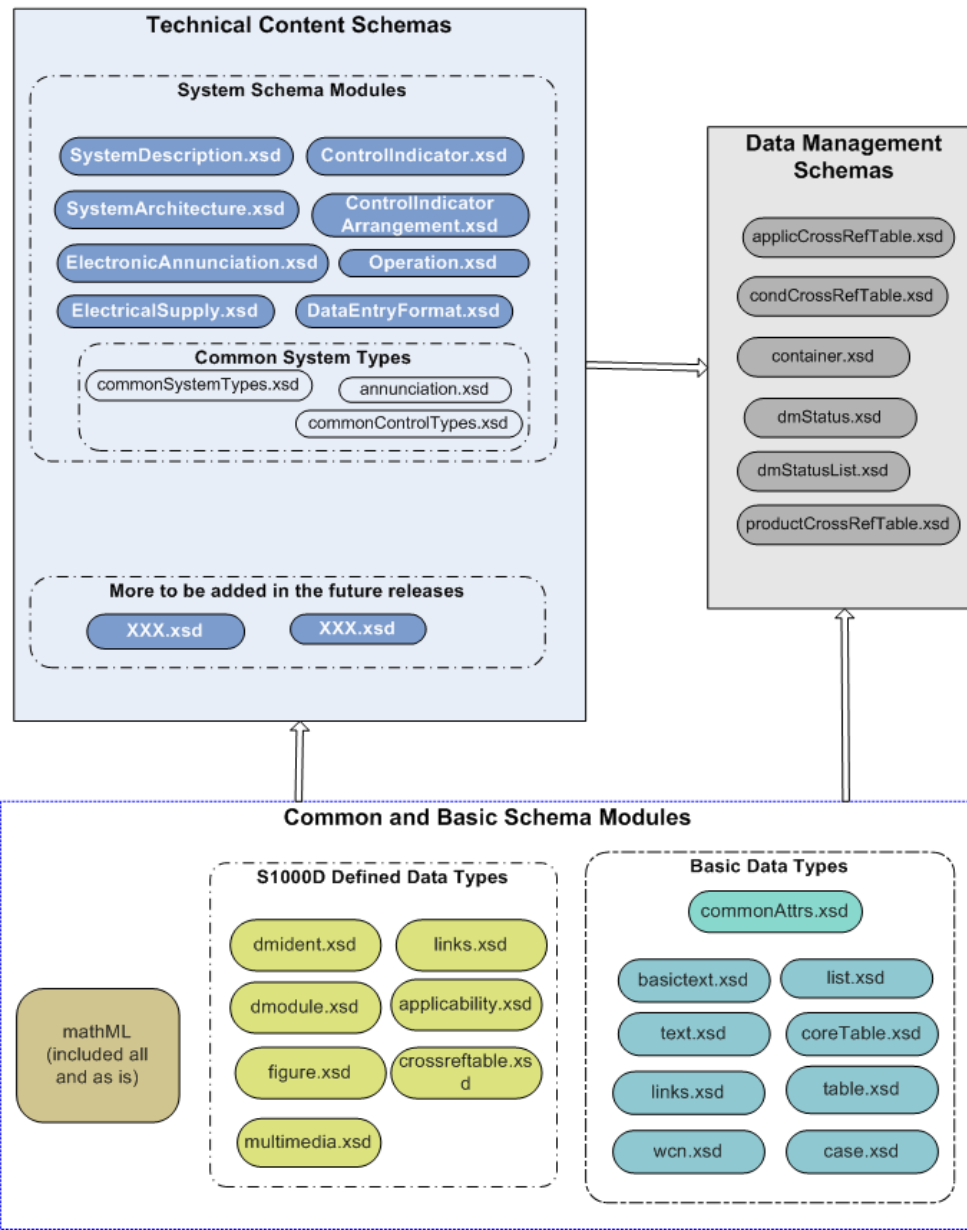 Technical Content Schemas
System Schema Modules
SystemDescription.xsd
ControlIndicator.xsd
SystemArchitecture.xsd
ControlIndicator
Arrangement.xsd
ElectronicAnnunciation.xsd
Operation.xsd
ElectricalSupply.xsd
DataEntryFormat.xsd
Common System Types
commonSystemTypes.xsd
annunciation.xsd
commonControlTypes.xsd
More to be added in the future releases
XXX.xsd
XXX.xsd
Data Management
Schemas
applicCrossRefTable.xsd
condCrossRefTable.xsd
container.xsd
dmStatus.xsd
dmStatusList.xsd
productCrossRefTable.xsd
Common and Basic Schema Modules
mathML
(included all
and as is)
S1000D Defined Data Types
dmident.xsd
links.xsd
dmodule.xsd
applicability.xsd
figure.xsd
crossreftable.xs
d
multimedia.xsd
Basic Data Types
commonAttrs.xsd
basictext.xsd
list.xsd
text.xsd
coreTable.xsd
links.xsd
table.xsd
wcn.xsd
case.xsd